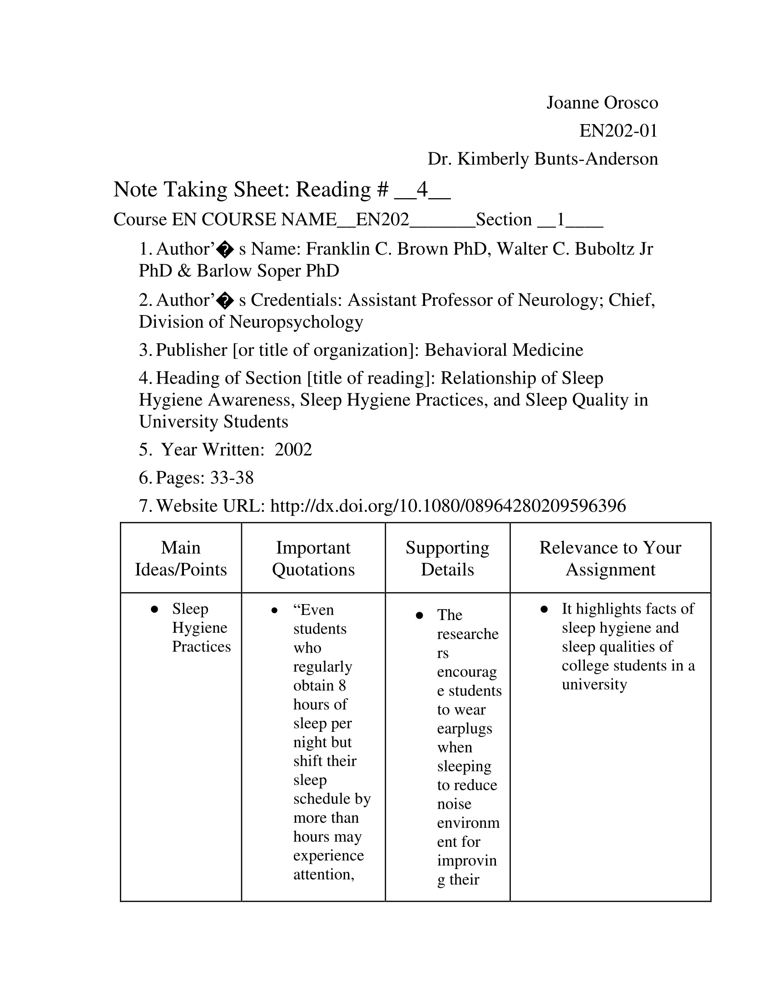 Joanne Orosco
EN202-01
Dr. Kimberly Bunts-Anderson
Note Taking Sheet: Reading # __4__
Course EN COURSE NAME__EN202_______Section __1____
1. Author’� s Name: Franklin C. Brown PhD, Walter C. Buboltz Jr
PhD & Barlow Soper PhD
2. Author’� s Credentials: Assistant Professor of Neurology; Chief,
Division of Neuropsychology
3. Publisher [or title of organization]: Behavioral Medicine
4. Heading of Section [title of reading]: Relationship of Sleep
Hygiene Awareness, Sleep Hygiene Practices, and Sleep Quality in
University Students
5.  Year Written:  2002
6. Pages: 33-38
7. Website URL: http://dx.doi.org/10.1080/08964280209596396
Main
Ideas/Points
Important
Quotations
Supporting
Details
Relevance to Your
Assignment
● Sleep
Hygiene
Practices
● “Even
students
who
regularly
obtain 8
hours of
sleep per
night but
shift their
sleep
schedule by
more than
hours may
experience
attention,
● The
researche
rs
encourag
e students
to wear
earplugs
when
sleeping
to reduce
noise
environm
ent for
improvin
g their
● It highlights facts of
sleep hygiene and
sleep qualities of
college students in a
university